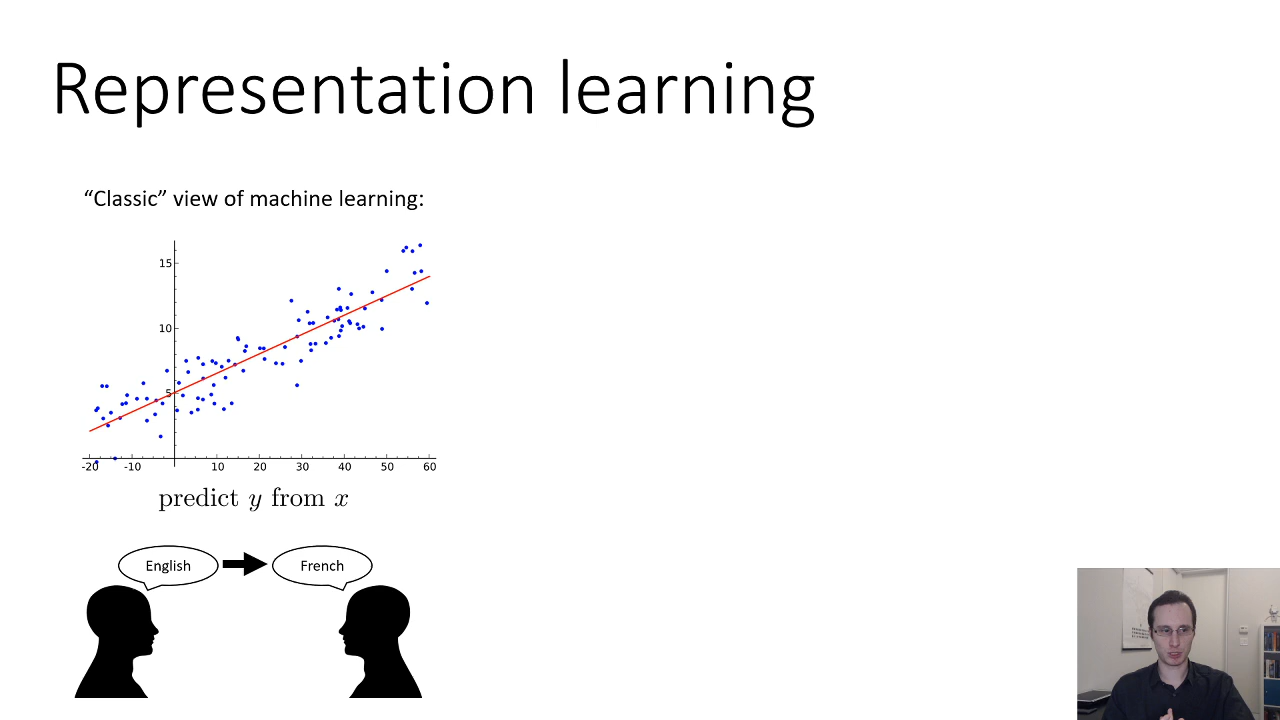 Representation learning
“Classic” view of machine learning:
15
10
5
-20 -10 10 20 30 40 50 60
predict y from x
English French